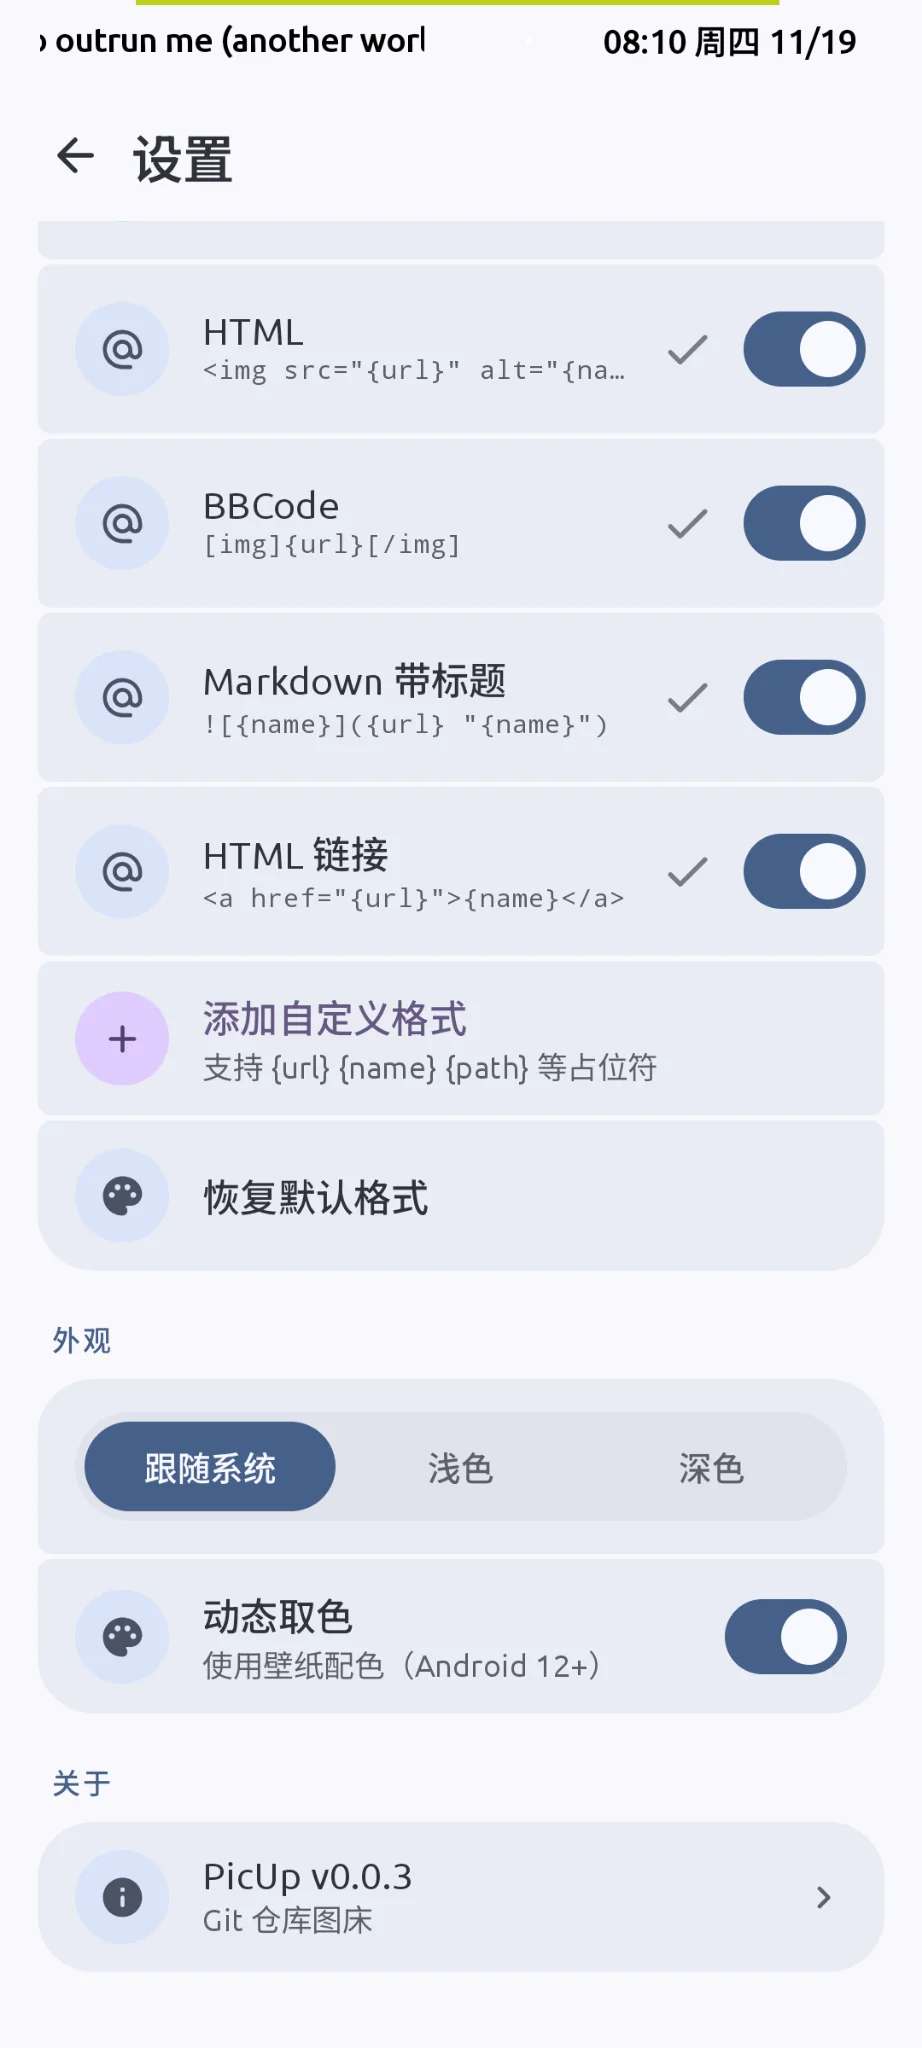 outrun me (another
08:10 周四 11/19
设置
HTML
<img src="{url}" alt="{na…
BBCode
[img]{url}[/img]
Markdown 带标题
![{name}]({url} "{name}")
HTML 链接
<a href="{url}">{name}</a>
添加自定义格式
支持 {url} {name} {path} 等占位符
恢复默认格式
外观
跟随系统
浅色
深色
动态取色
使用壁纸配色（Android 12+）
关于
PicUp v0.0.3
Git 仓库图床